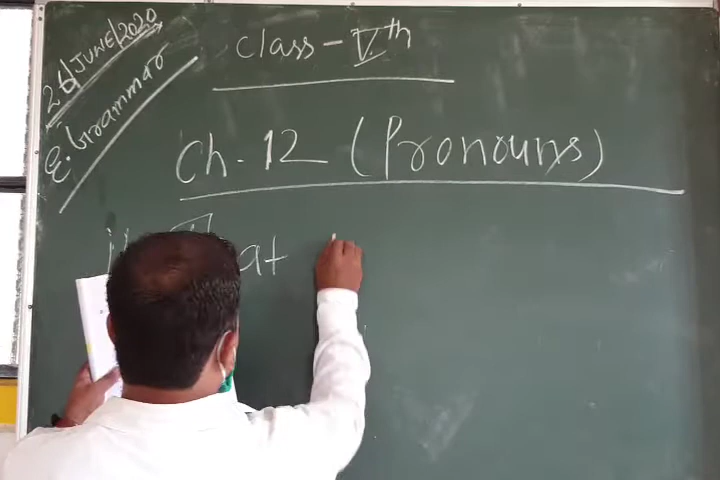 26/JUNE/2020
E. Grammar
Class - Vth
Ch - 12 (Pronouns)
at